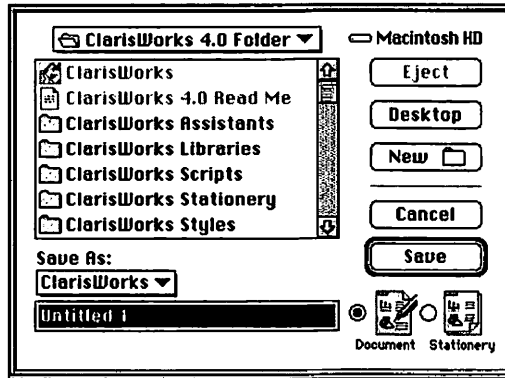 ClarisWorks 4.0 Folder
Macintosh HD
ClarisWorks
ClarisWorks 4.0 Read Me
ClarisWorks Assistants
ClarisWorks Libraries
ClarisWorks Scripts
ClarisWorks Stationery
ClarisWorks Styles
Eject
Desktop
New
Cancel
Save
Save As:
ClarisWorks
Untitled 1
Document
Stationery